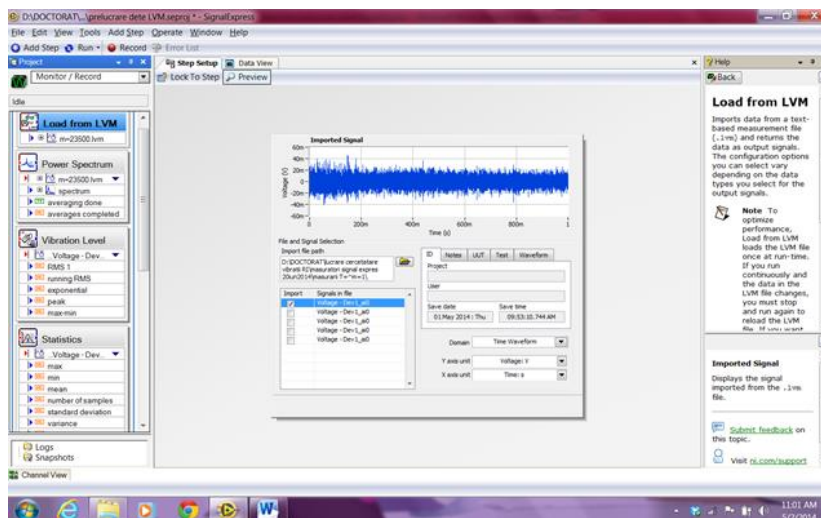 D:\DOCTORAT\...\prelucrare dete LVM.seproj * - SignalExpress
File Edit View Tools Add Step Operate Window Help
Add Step Run Record Error List
Project
Monitor / Record
Idle
Load from LVM
m=23500.lvm
Power Spectrum
m=23500.lvm
spectrum
averaging done
averages completed
Vibration Level
Voltage - Dev...
RMS 1
running RMS
exponential
peak
max-min
Statistics
Voltage - Dev...
max
min
mean
number of samples
standard deviation
variance
Logs
Snapshots
Channel View
Step Setup Data View
Lock To Step Preview
Imported Signal
60m
40m
20m
0
-20m
-40m
-60m
Voltage (V)
0 200m 400m 600m 800m 1
Time (s)
File and Signal Selection
Import file path
D:\DOCTORAT\lucrare cercetatare
Import Signals in file
Voltage - Dev1_ai0
Voltage - Dev1_ai0
Voltage - Dev1_ai0
Voltage - Dev1_ai0
Voltage - Dev1_ai0
ID Notes UUT Test Waveform
Project
User
Save date Save time
01 May 2014 : Thu 09:53:10.744 AM
Domain Time Waveform
Y axis unit Voltage: V
X axis unit Time: s
Help
Back
Load from LVM
Imports data from a text-
based measurement file
(.lvm) and returns the
data as output signals.
The configuration options
you can select vary
depending on the data
types you select for the
output signals.
Note To
optimize
performance,
Load from LVM
loads the LVM file
once at run-time.
If you run
continuously and
the data in the
LVM file changes,
you must stop
and run again to
reload the LVM
file. If you want
Imported Signal
Displays the signal
imported from the .lvm
file.
Submit feedback on
this topic.
Visit ni.com/support
11:01 AM
5/2/2014